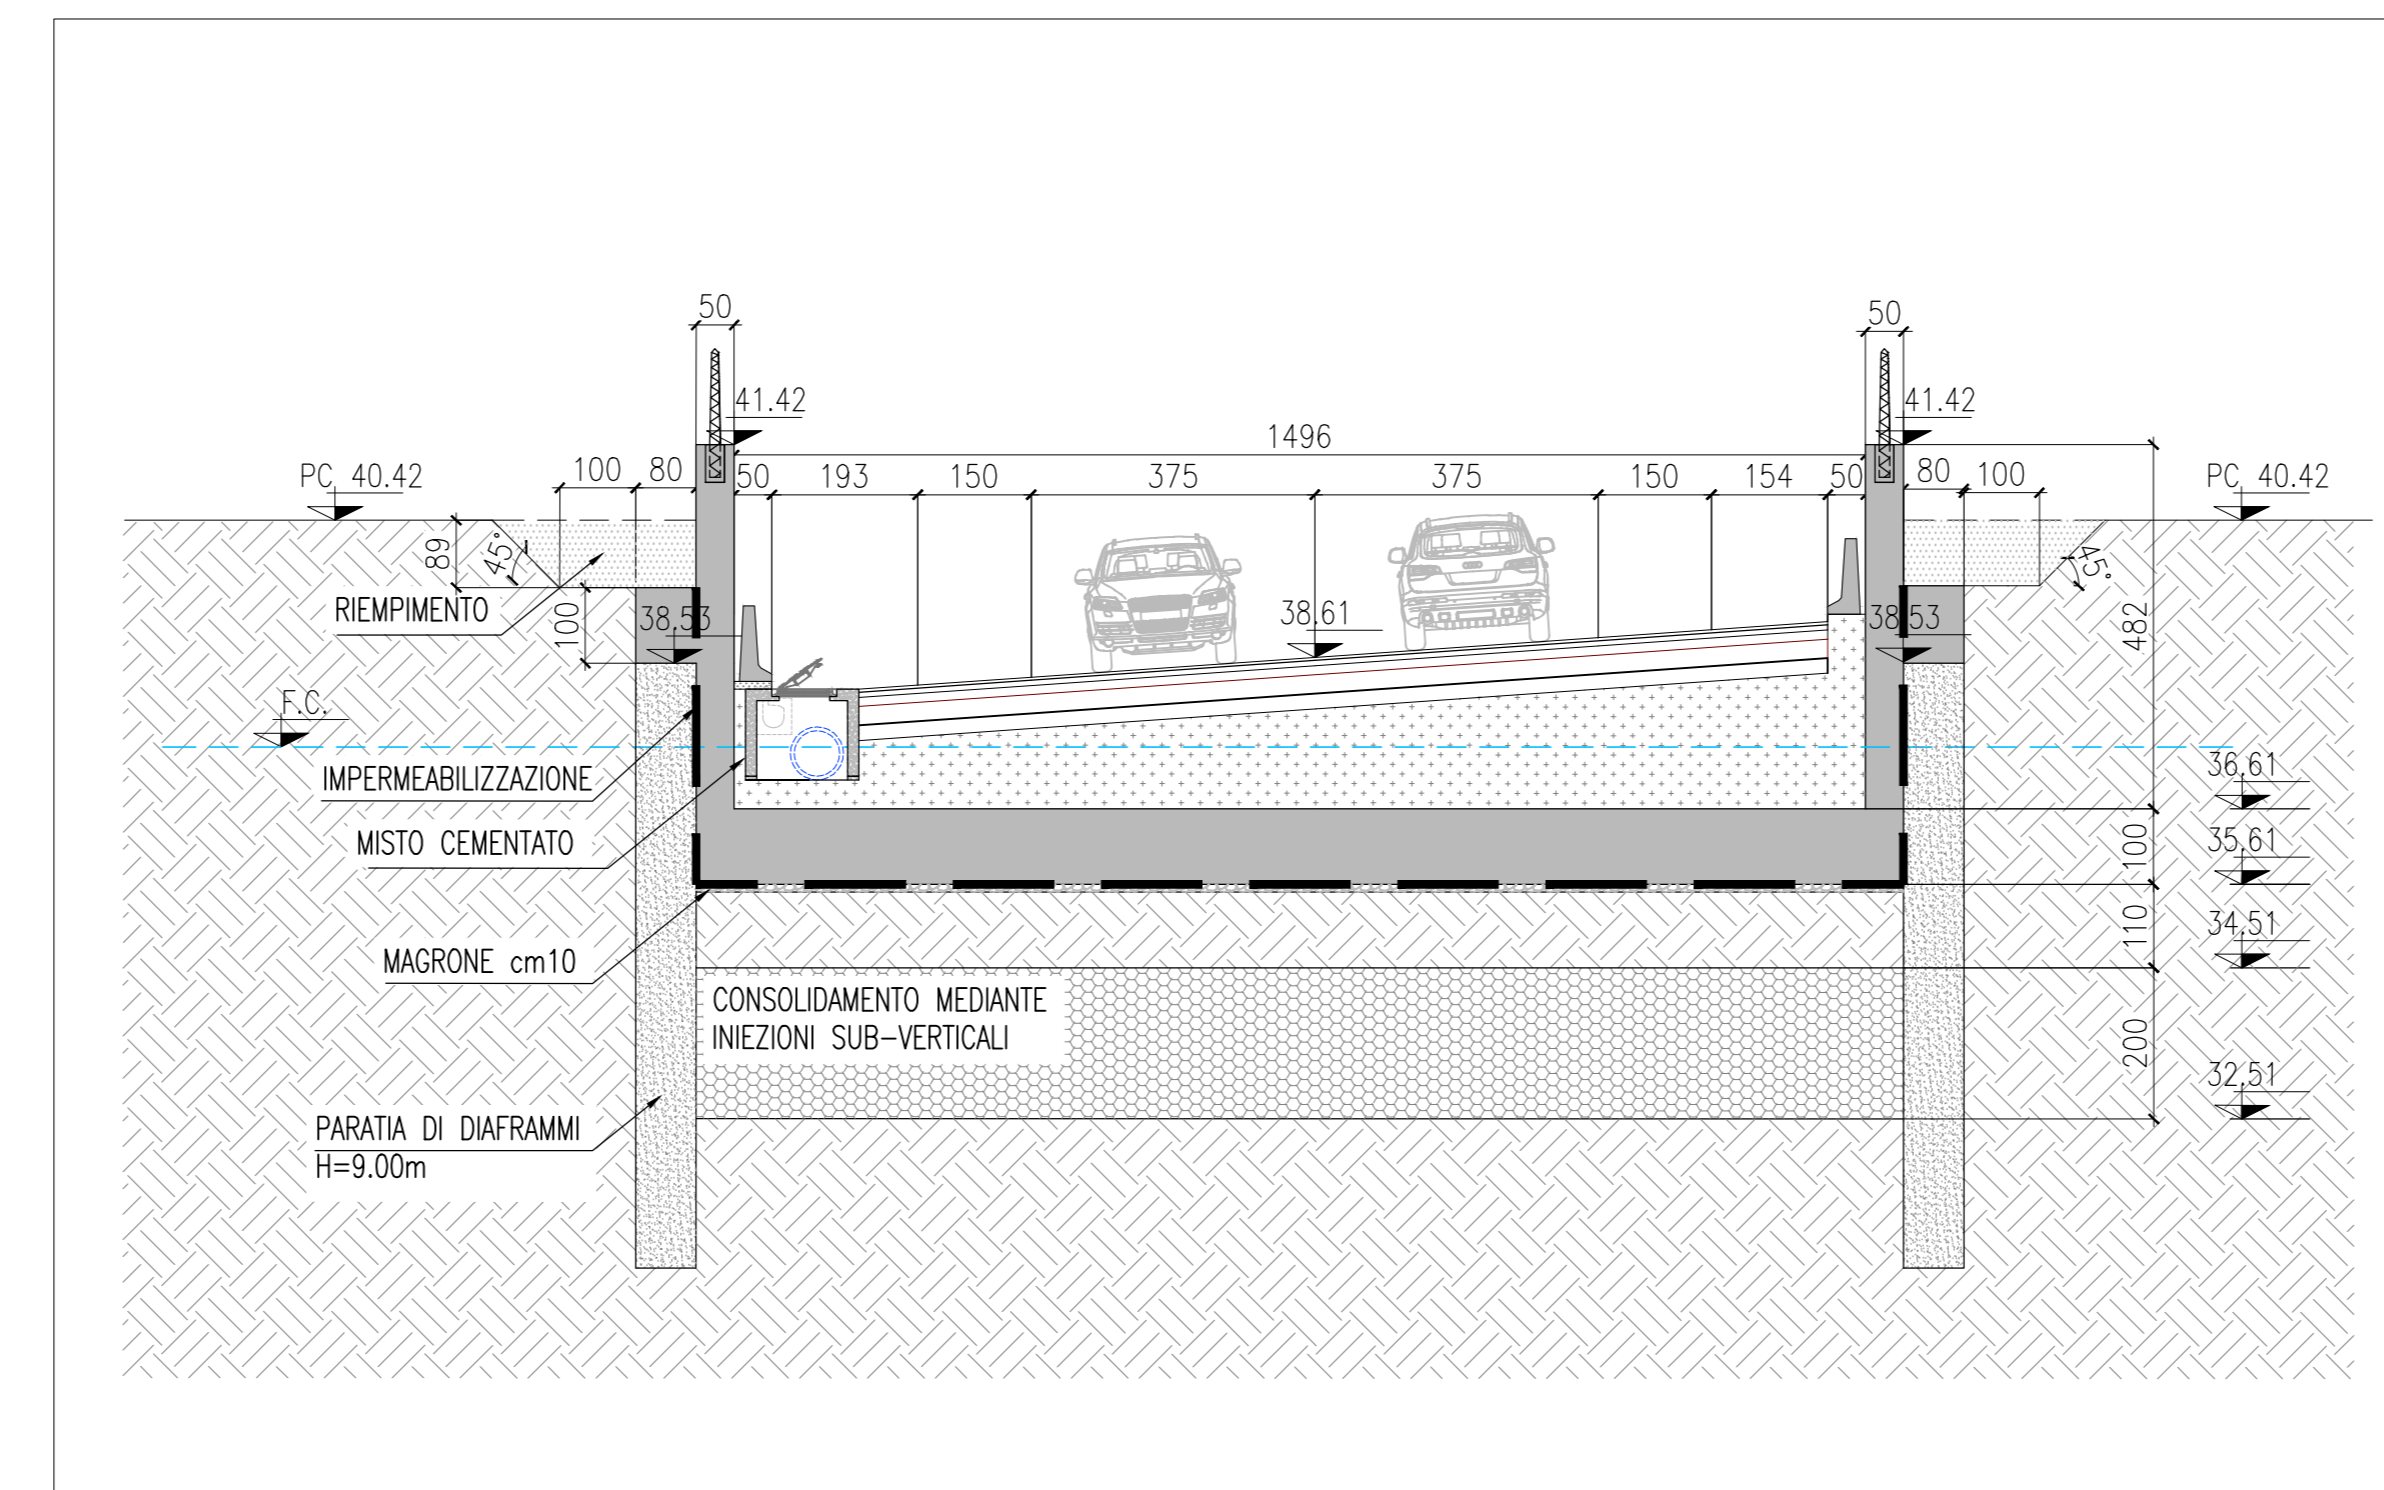 50
50
41.42
41.42
1496
PC 40.42
100
80
50
193
150
375
375
150
154
50
80
100
PC 40.42
89
45°
45°
RIEMPIMENTO
100
38.53
38.61
38.53
482
F.C.
36.61
IMPERMEABILIZZAZIONE
MISTO CEMENTATO
100
35.61
110
34.51
MAGRONE cm10
CONSOLIDAMENTO MEDIANTE
INIEZIONI SUB-VERTICALI
200
32.51
PARATIA DI DIAFRAMMI
H=9.00m